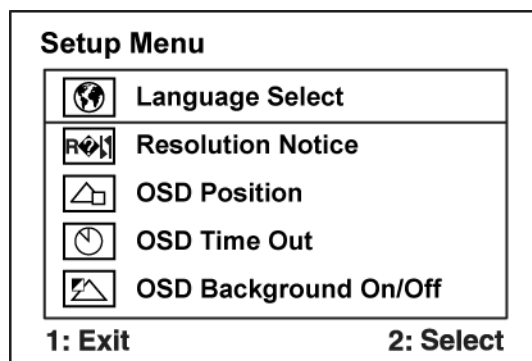 Setup Menu
Language Select
Resolution Notice
OSD Position
OSD Time Out
OSD Background On/Off
1: Exit 2: Select